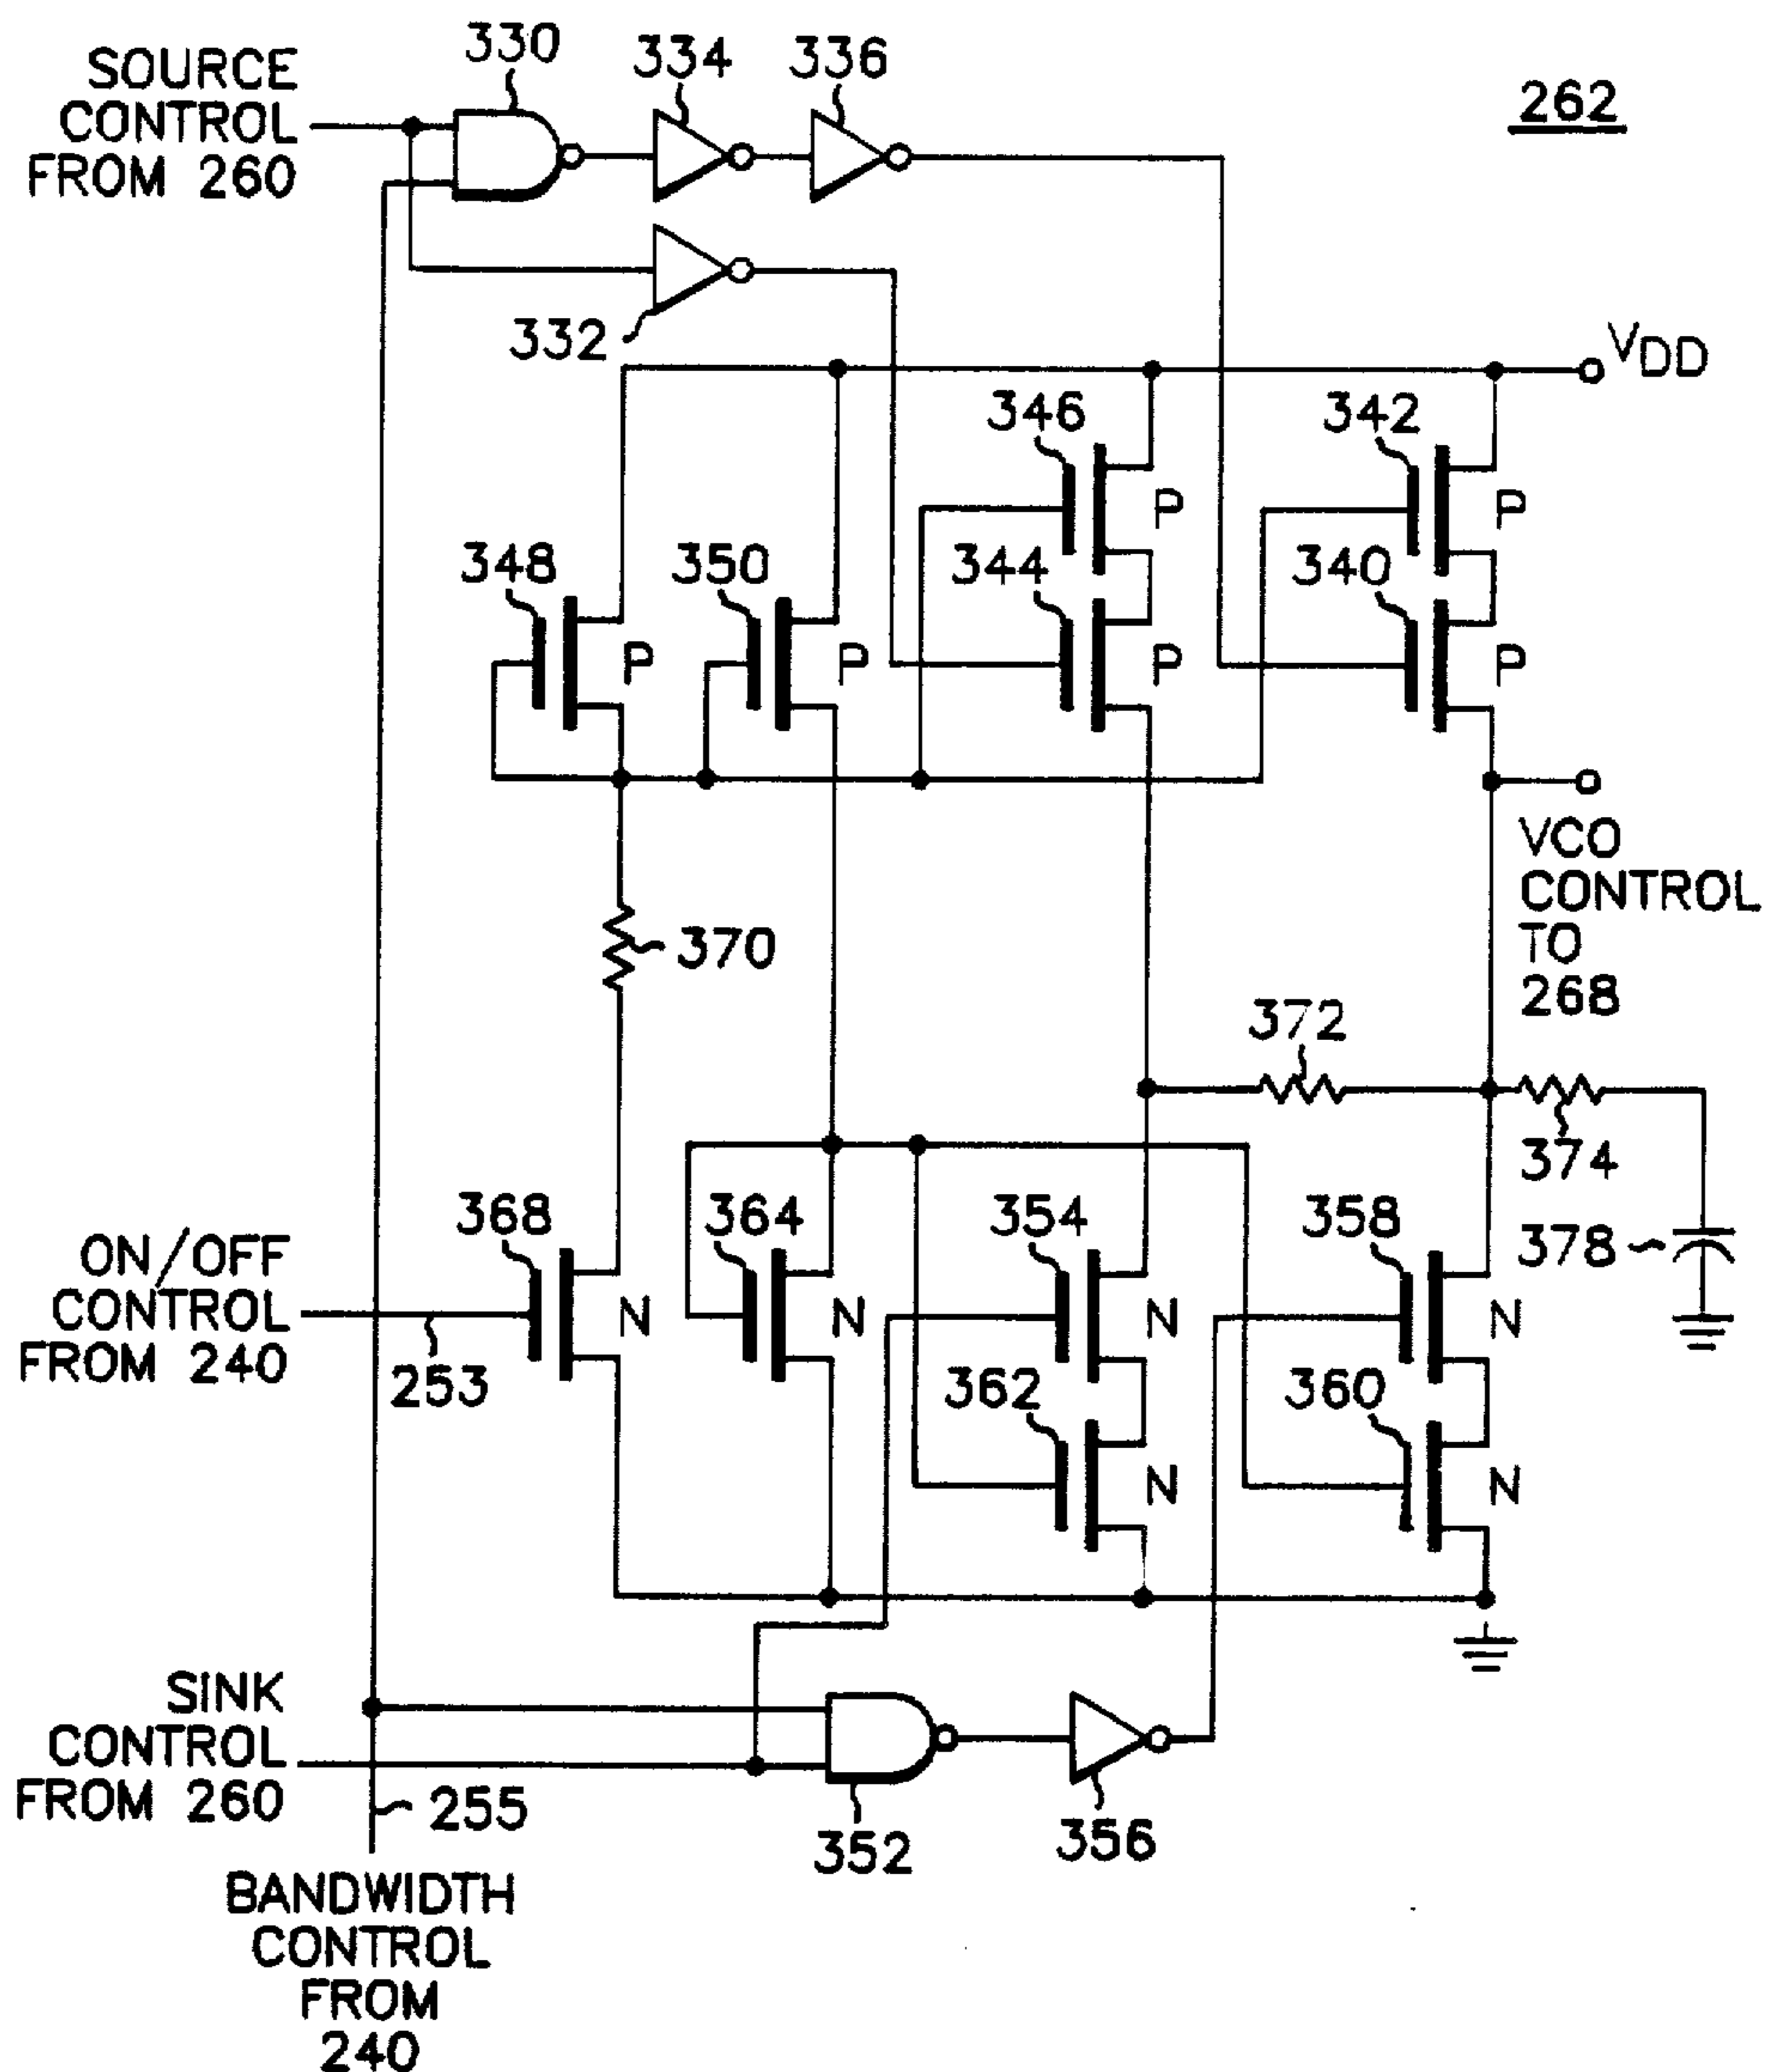 330
334
336
262
SOURCE
CONTROL
FROM 260
332
VDD
346
342
P
P
348
350
344
340
P
P
P
P
VCO
CONTROL
TO
268
370
372
374
368
364
354
358
378
ON/OFF
CONTROL
FROM 240
N
N
N
N
253
362
360
N
N
SINK
CONTROL
FROM 260
255
352
356
BANDWIDTH
CONTROL
FROM
240